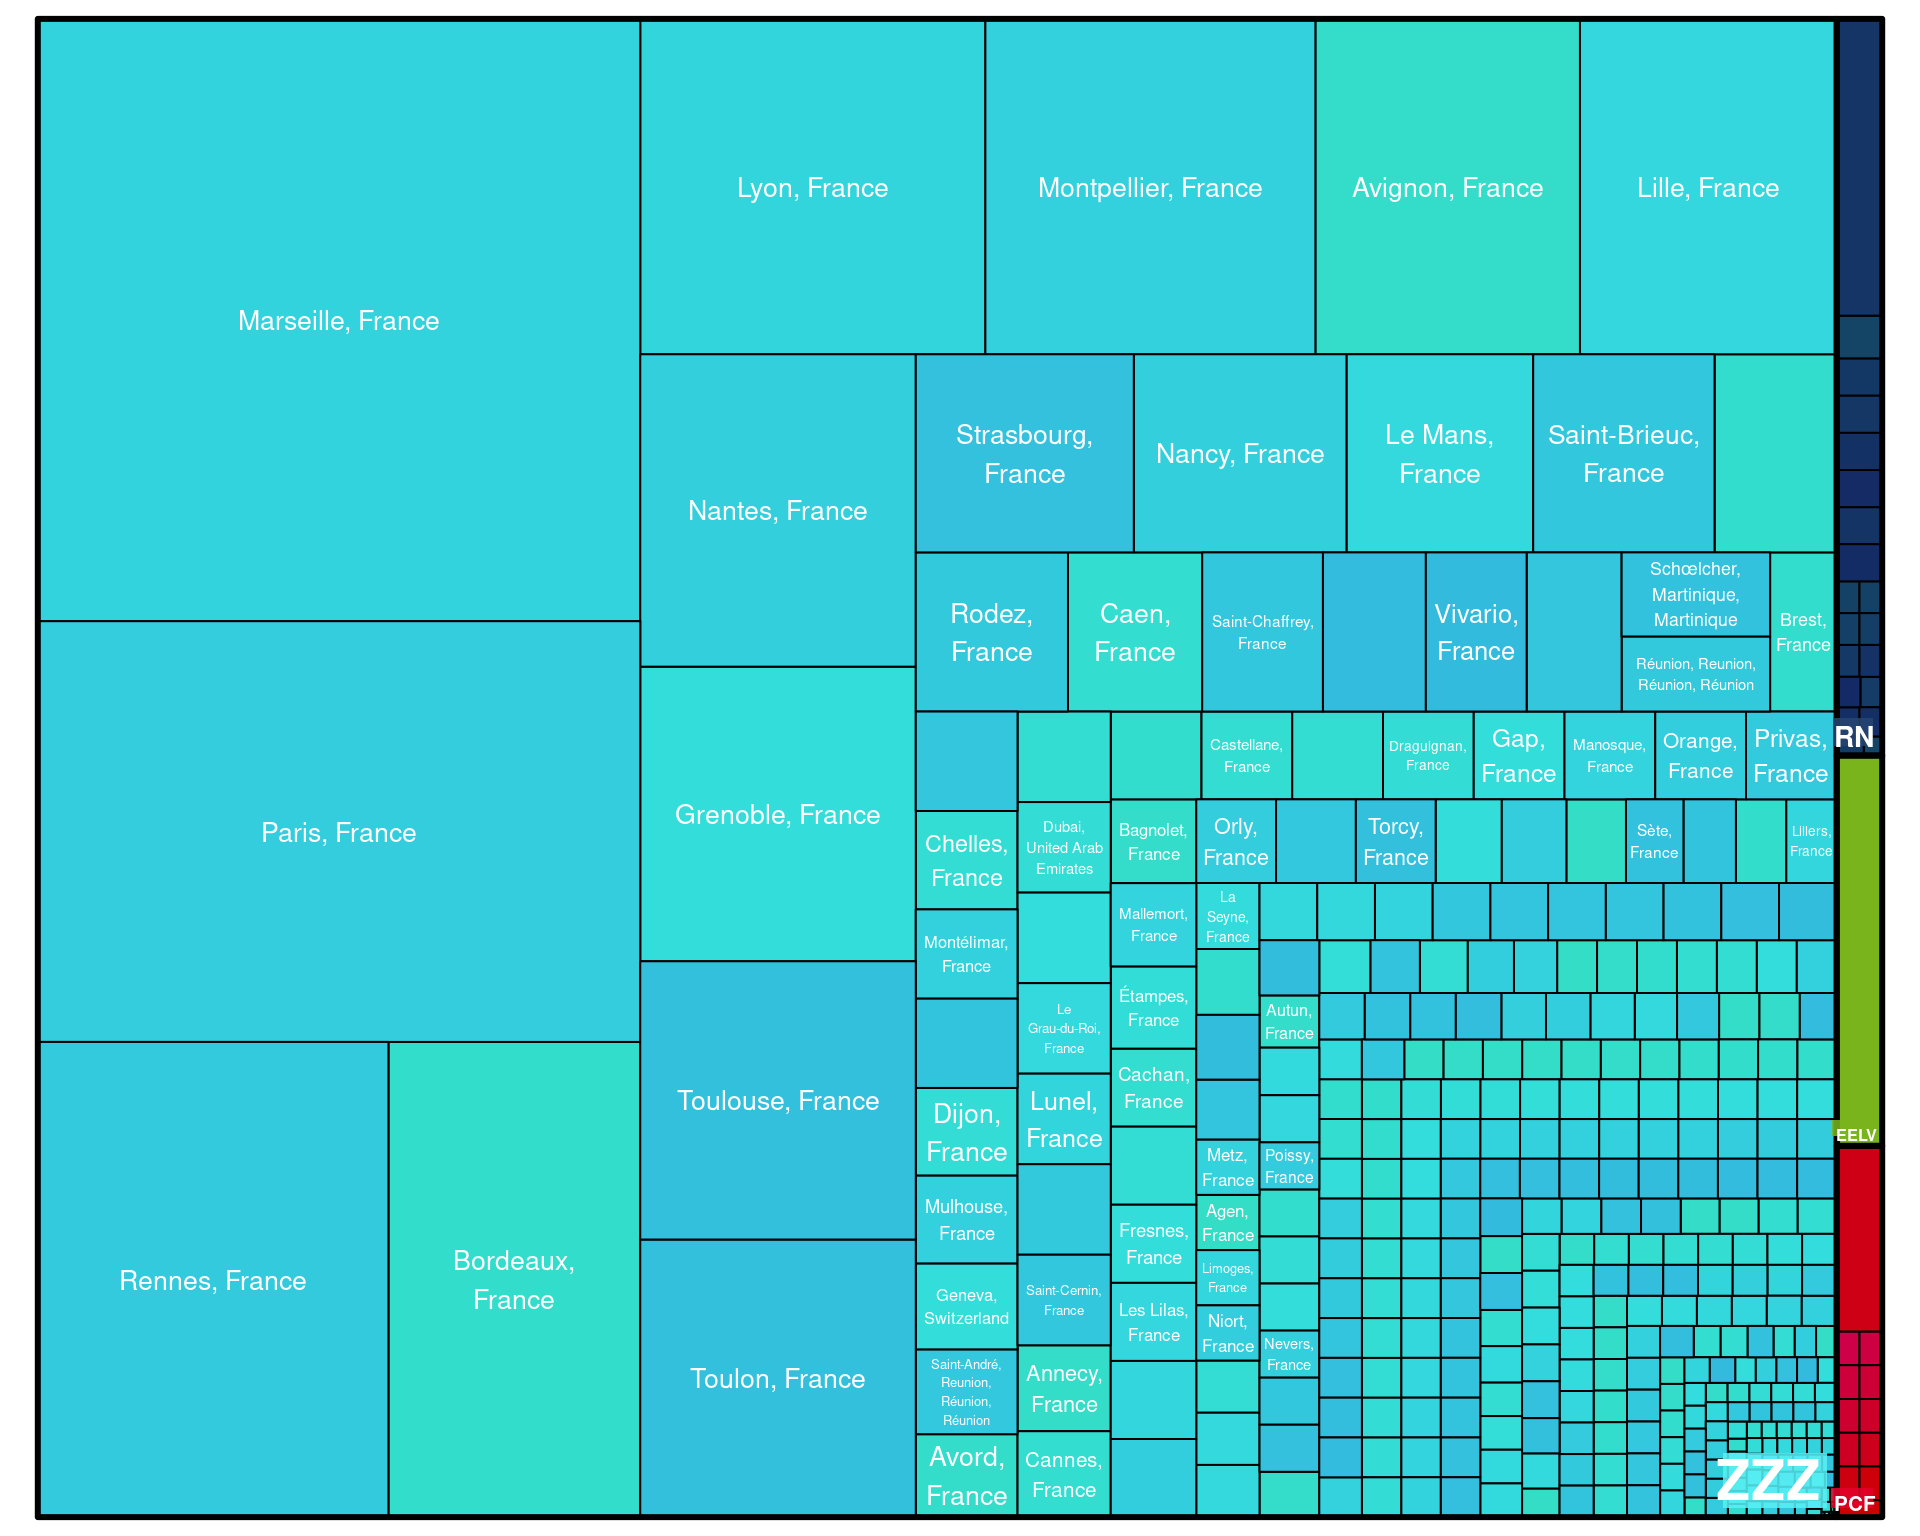 Marseille, France
Lyon, France
Montpellier, France
Avignon, France
Lille, France
Nantes, France
Strasbourg,
France
Nancy, France
Le Mans,
France
Saint-Brieuc,
France
Rodez,
France
Caen,
France
Saint-Chaffrey,
France
Vivario,
France
Schœlcher,
Martinique,
Martinique
Réunion, Reunion,
Réunion, Réunion
Brest,
France
Castellane,
France
Draguignan,
France
Gap,
France
Manosque,
France
Orange,
France
Privas,
France
RN
Paris, France
Grenoble, France
Chelles,
France
Dubai,
United Arab
Emirates
Bagnolet,
France
Orly,
France
Torcy,
France
Sète,
France
Lillers,
France
Montélimar,
France
Mallemort,
France
La
Seyne,
France
Le
Grau-du-Roi,
France
Étampes,
France
Autun,
France
Toulouse, France
Dijon,
France
Lunel,
France
Cachan,
France
Metz,
France
Poissy,
France
EELV
Rennes, France
Bordeaux,
France
Mulhouse,
France
Fresnes,
France
Agen,
France
Geneva,
Switzerland
Saint-Cernin,
France
Les Lilas,
France
Limoges,
France
Niort,
France
Nevers,
France
Toulon, France
Saint-André,
Reunion,
Réunion,
Réunion
Annecy,
France
Avord,
France
Cannes,
France
ZZZ
PCF